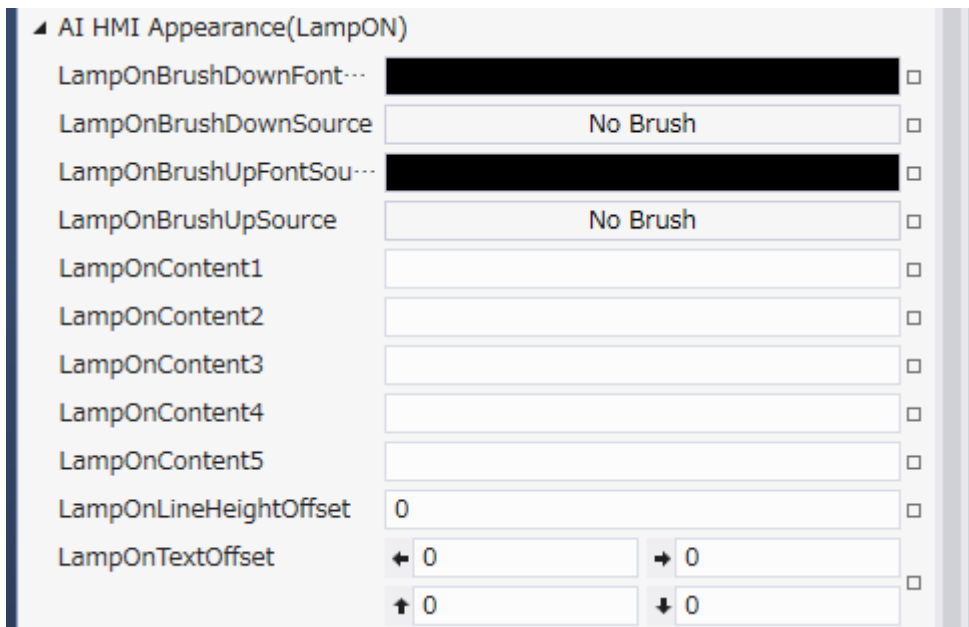 AI HMI Appearance(LampON)
LampOnBrushDownFont…
LampOnBrushDownSource No Brush
LampOnBrushUpFontSou…
LampOnBrushUpSource No Brush
LampOnContent1
LampOnContent2
LampOnContent3
LampOnContent4
LampOnContent5
LampOnLineHeightOffset 0
LampOnTextOffset 0 0
0 0